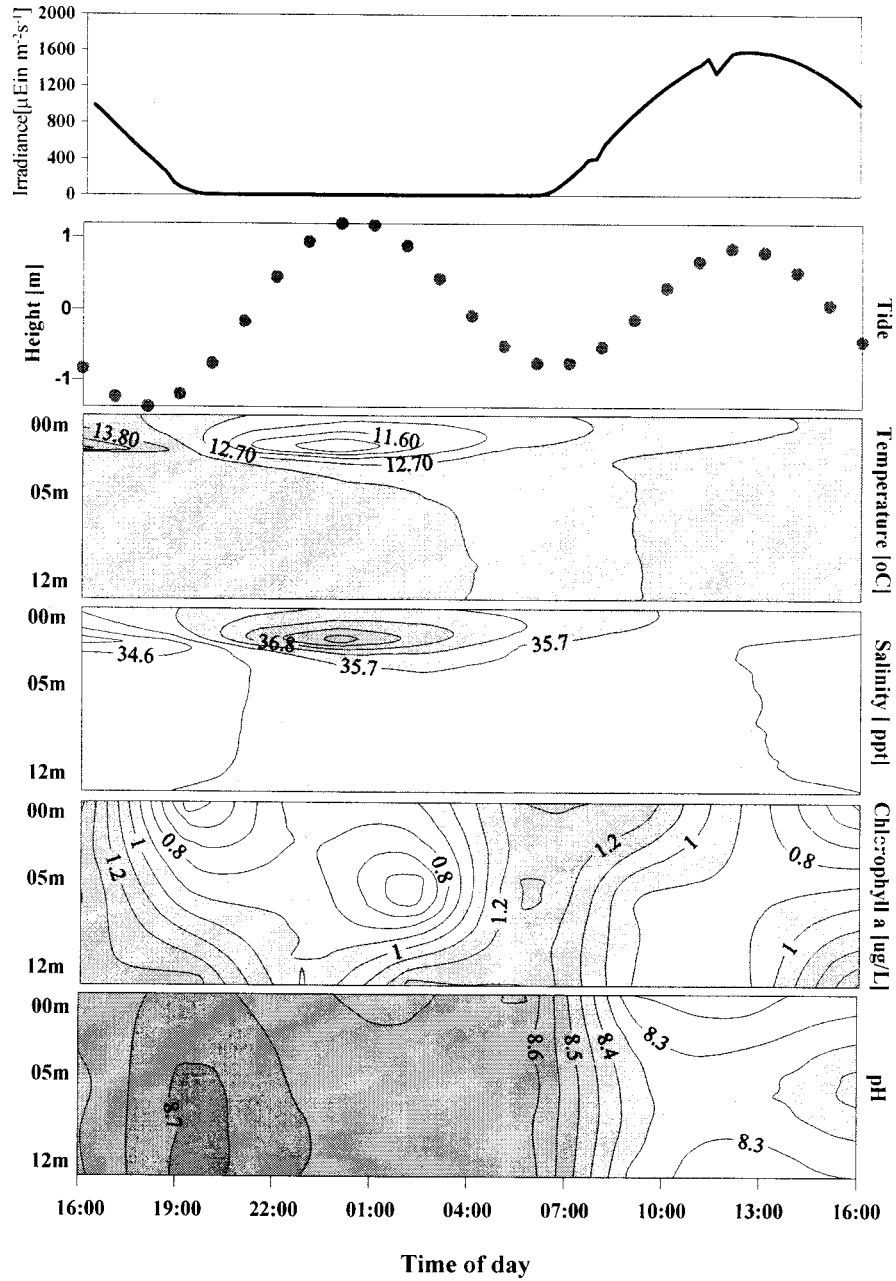 Irradiance[µEin m⁻²s⁻¹]
2000
1600
1200
800
400
0
Height [m]
1
0
-1
Tide
00m
05m
12m
13.80
12.70
11.60
12.70
Temperature [oC]
00m
05m
12m
34.6
36.8
35.7
35.7
Salinity [ppt]
00m
05m
12m
1.2
1
0.8
0.8
1
1.2
1.2
1
0.8
1
Chlorophyll a [ug/L]
00m
05m
12m
8.7
8.6
8.5
8.4
8.3
8.3
pH
16:00 19:00 22:00 01:00 04:00 07:00 10:00 13:00 16:00
Time of day